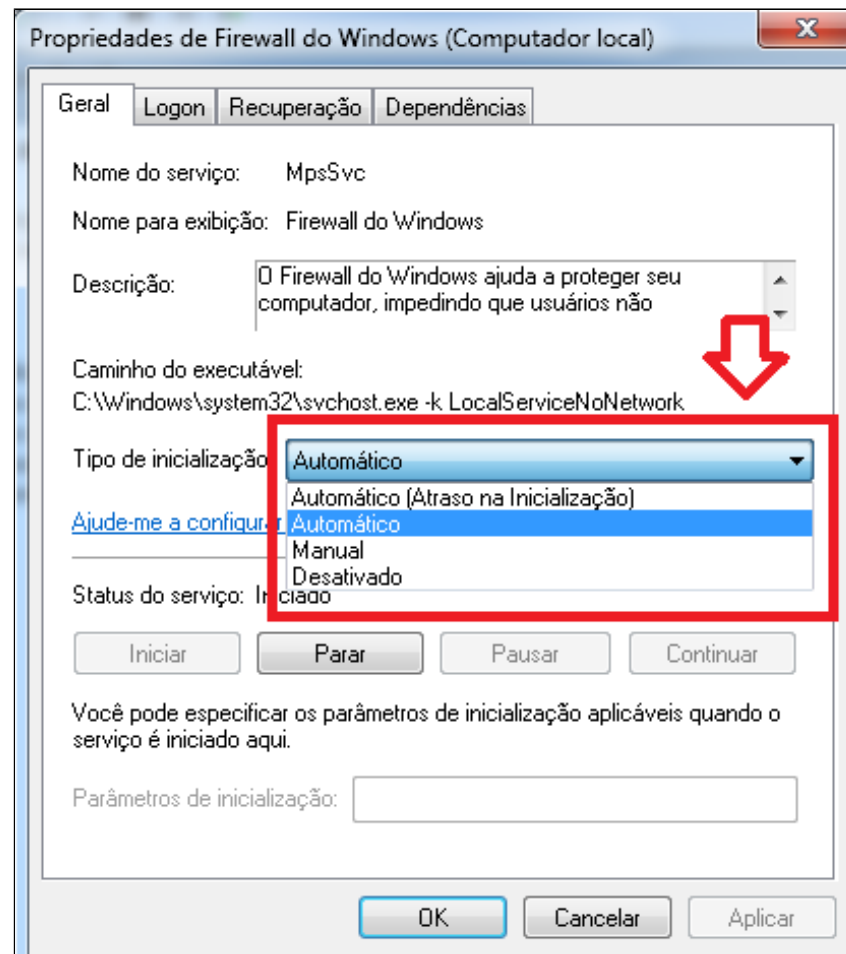 Propriedades de Firewall do Windows (Computador local)
Geral Logon Recuperação Dependências
Nome do serviço: MpsSvc
Nome para exibição: Firewall do Windows
Descrição: O Firewall do Windows ajuda a proteger seu
computador, impedindo que usuários não
Caminho do executável:
C:\Windows\system32\svchost.exe -k LocalServiceNoNetwork
Tipo de inicialização Automático
Automático (Atraso na Inicialização)
Ajude-me a configurar Automático
Manual
Desativado
Status do serviço: Iniciado
Iniciar Parar Pausar Continuar
Você pode especificar os parâmetros de inicialização aplicáveis quando o
serviço é iniciado aqui.
Parâmetros de inicialização:
OK Cancelar Aplicar